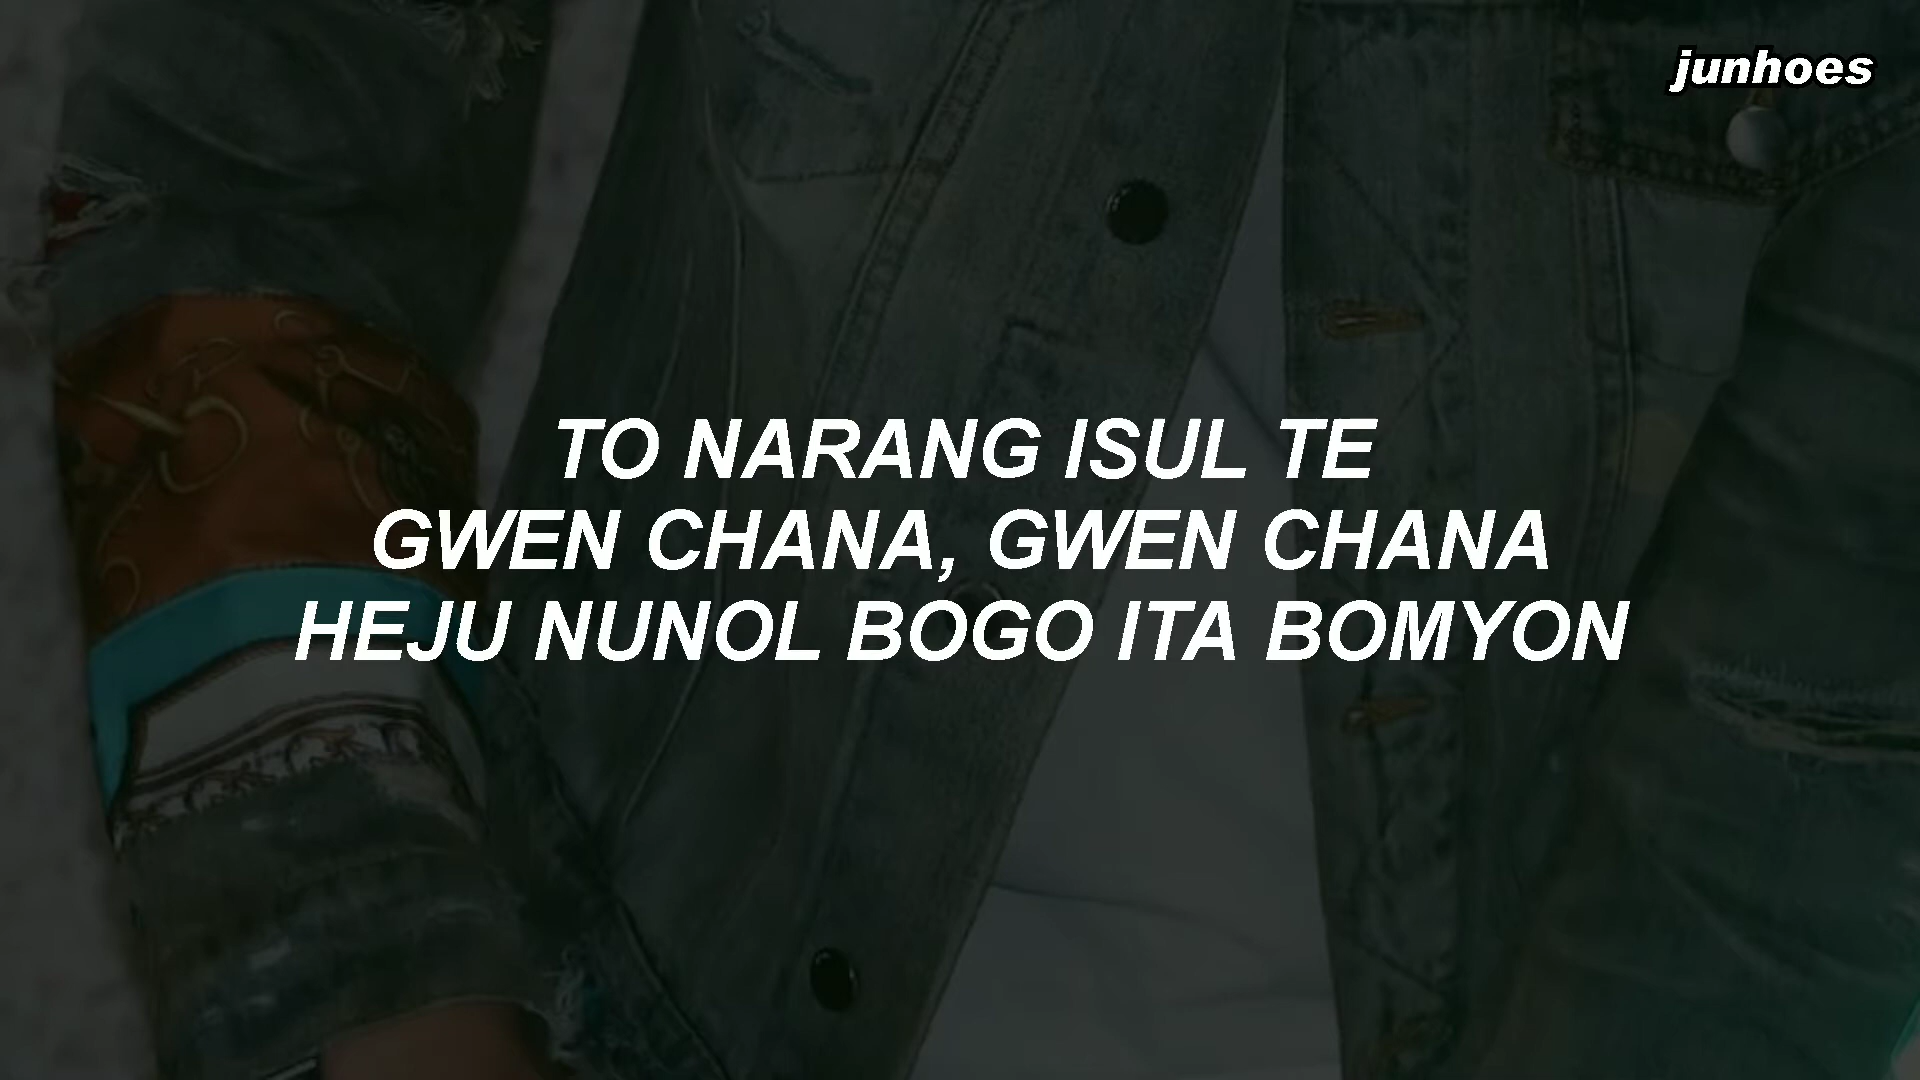 junhoes
TO NARANG ISUL TE
GWEN CHANA, GWEN CHANA
HEJU NUNOL BOGO ITA BOMYON